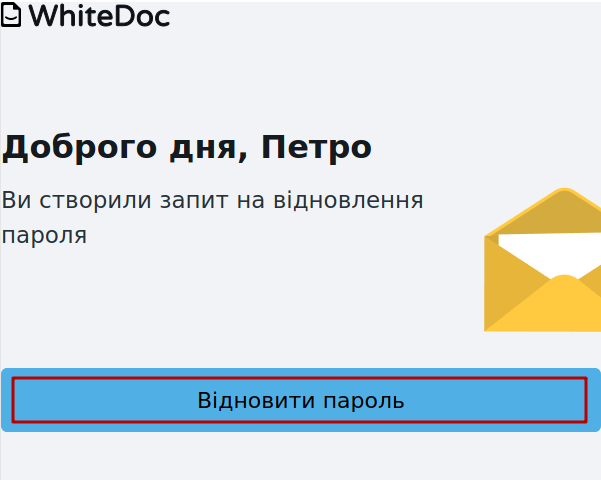 WhiteDoc
Доброго дня, Петро
Ви створили запит на відновлення
пароля
Відновити пароль